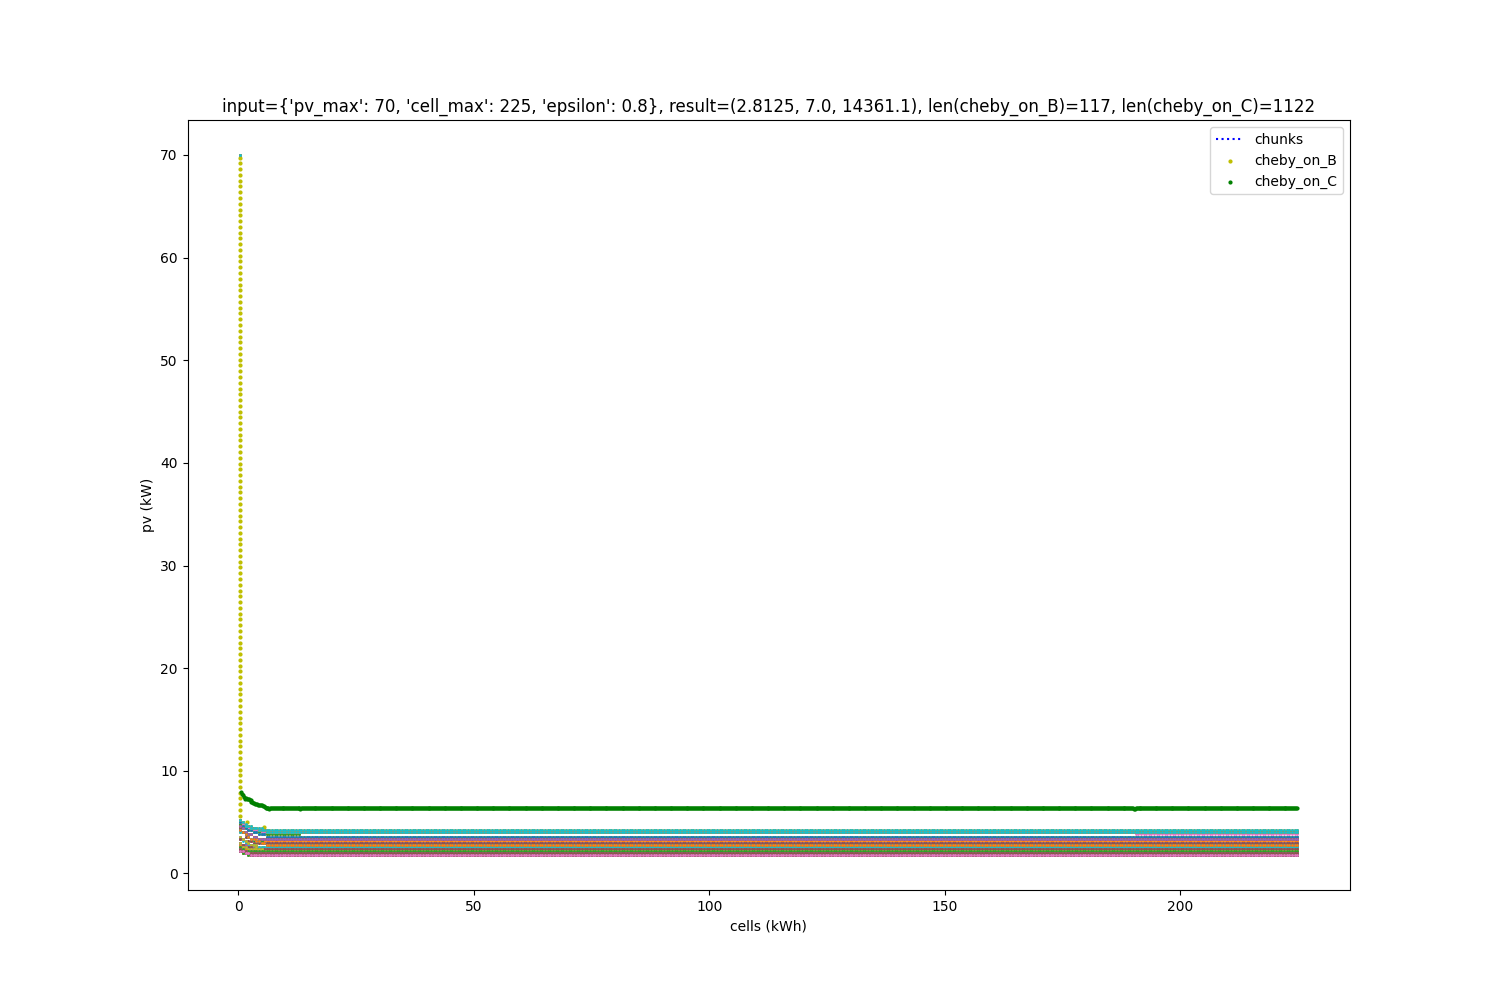 input={'pv_max': 70, 'cell_max': 225, 'epsilon': 0.8}, result=(2.8125, 7.0, 14361.1), len(cheby_on_B)=117, len(cheby_on_C)=1122
chunks
cheby_on_B
cheby_on_C
70
60
50
40
30
20
10
0
pv (kW)
0 50 100 150 200
cells (kWh)